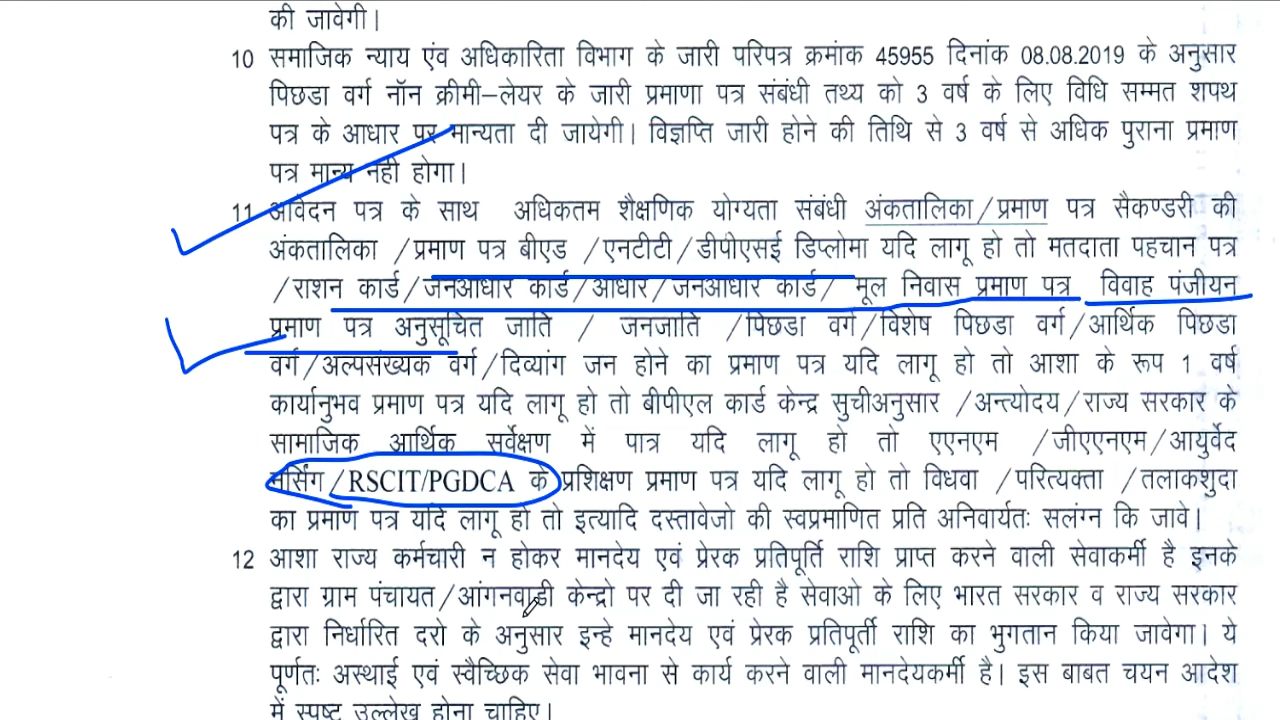 की जावेगी।
10 समाजिक न्याय एंव अधिकारिता विभाग के जारी परिपत्र क्रमांक 45955 दिनांक 08.08.2019 के अनुसार
पिछडा वर्ग नॉन क्रीमी–लेयर के जारी प्रमाणा पत्र संबंधी तथ्य को 3 वर्ष के लिए विधि सम्मत शपथ
पत्र के आधार पर मान्यता दी जायेगी। विज्ञप्ति जारी होने की तिथि से 3 वर्ष से अधिक पुराना प्रमाण
पत्र मान्य नही होगा।
11 आवेदन पत्र के साथ अधिकतम शैक्षणिक योग्यता संबंधी अंकतालिका/प्रमाण पत्र सैकण्डरी की
अंकतालिका /प्रमाण पत्र बीएड /एनटीटी/डीपीएसई डिप्लोमा यदि लागू हो तो मतदाता पहचान पत्र
/राशन कार्ड/जनआधार कार्ड/आधार/जनआधार कार्ड/ मूल निवास प्रमाण पत्र विवाह पंजीयन
प्रमाण पत्र अनुसूचित जाति / जनजाति /पिछडा वर्ग/विशेष पिछडा वर्ग/आर्थिक पिछडा
वर्ग/अल्पसंख्यक वर्ग/दिव्यांग जन होने का प्रमाण पत्र यदि लागू हो तो आशा के रूप 1 वर्ष
कार्यानुभव प्रमाण पत्र यदि लागू हो तो बीपीएल कार्ड केन्द्र सुचीअनुसार /अन्त्योदय/राज्य सरकार के
सामाजिक आर्थिक सर्वेक्षण में पात्र यदि लागू हो तो एएनएम /जीएएनएम/आयुर्वेद
नर्सिंग/RSCIT/PGDCA के प्रशिक्षण प्रमाण पत्र यदि लागू हो तो विधवा /परित्यक्ता /तलाकशुदा
का प्रमाण पत्र यदि लागू हो तो इत्यादि दस्तावेजो की स्वप्रमाणित प्रति अनिवार्यतः सलंग्न कि जावे।
12 आशा राज्य कर्मचारी न होकर मानदेय एवं प्रेरक प्रतिपूर्ति राशि प्राप्त करने वाली सेवाकर्मी है इनके
द्वारा ग्राम पंचायत/आंगनवाडी केन्द्रो पर दी जा रही है सेवाओ के लिए भारत सरकार व राज्य सरकार
द्वारा निर्धारित दरो के अनुसार इन्हे मानदेय एवं प्रेरक प्रतिपूर्ती राशि का भुगतान किया जावेगा। ये
पूर्णतः अस्थाई एवं स्वैच्छिक सेवा भावना से कार्य करने वाली मानदेयकर्मी है। इस बाबत चयन आदेश
में स्पष्ट उल्लेख होना चाहिए।